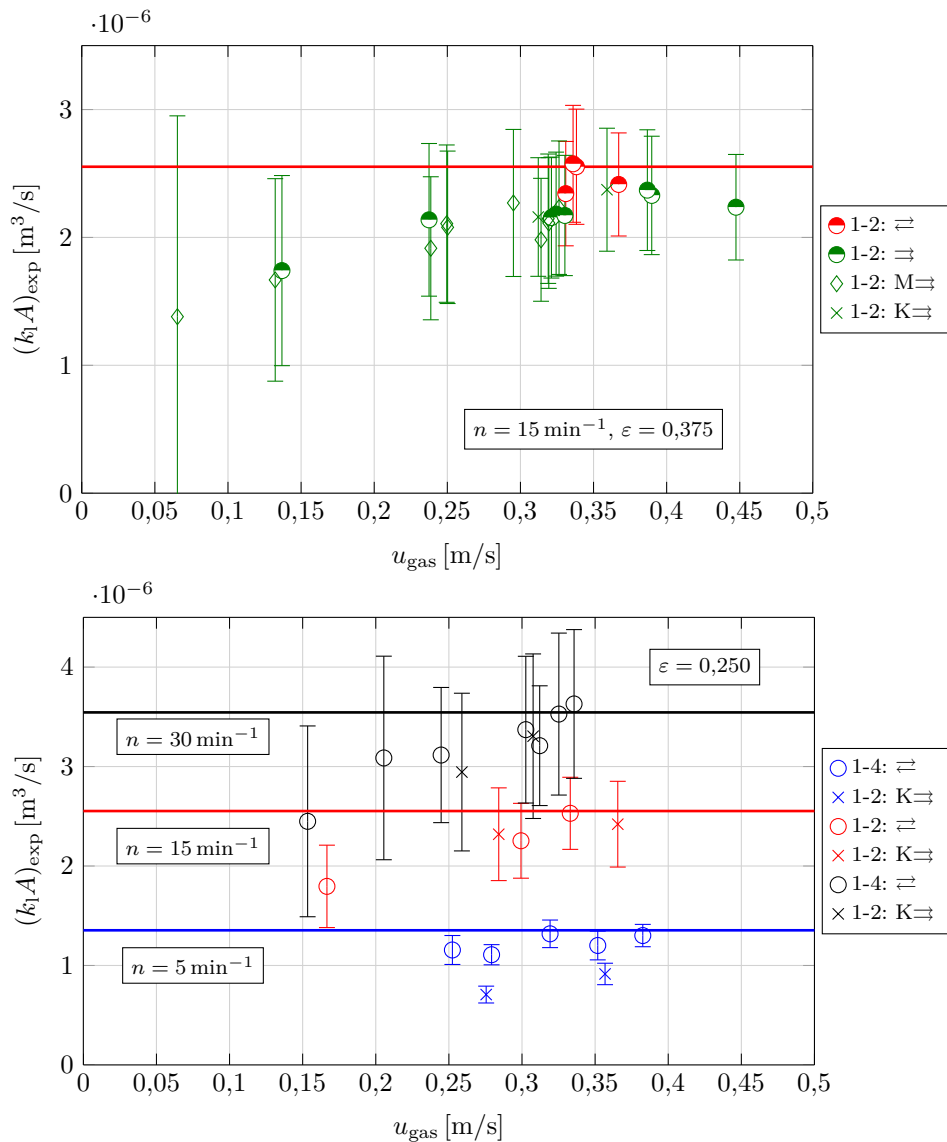 ·10⁻⁶
3
2
1
0
(kₗA)exp [m³/s]
n = 15 min⁻¹, ε = 0,375
0 0,05 0,1 0,15 0,2 0,25 0,3 0,35 0,4 0,45 0,5
u_gas [m/s]
1-2: ⇄
1-2: ⇉
1-2: M⇉
1-2: K⇉
·10⁻⁶
4
3
2
1
0
(kₗA)exp [m³/s]
ε = 0,250
n = 30 min⁻¹
n = 15 min⁻¹
n = 5 min⁻¹
0 0,05 0,1 0,15 0,2 0,25 0,3 0,35 0,4 0,45 0,5
u_gas [m/s]
1-4: ⇄
1-2: K⇉
1-2: ⇄
1-2: K⇉
1-4: ⇄
1-2: K⇉